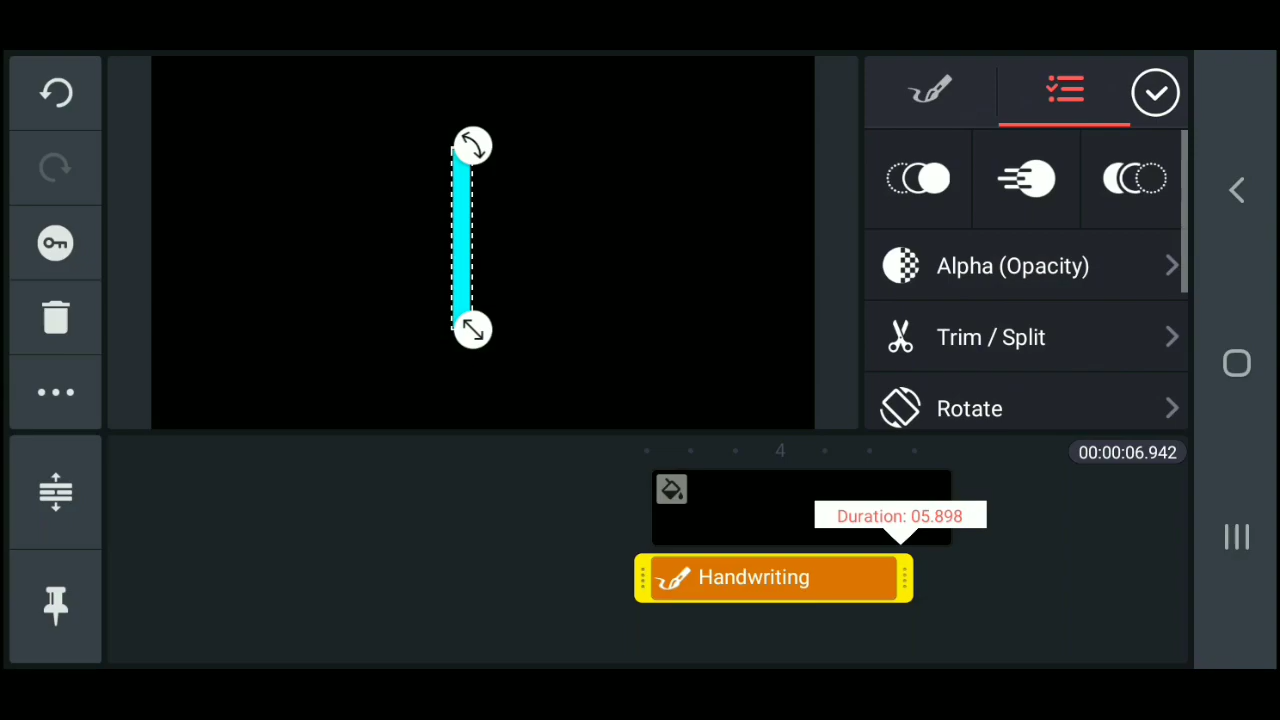 Alpha (Opacity)
Trim / Split
Rotate
4
00:00:06.942
Duration: 05.898
Handwriting